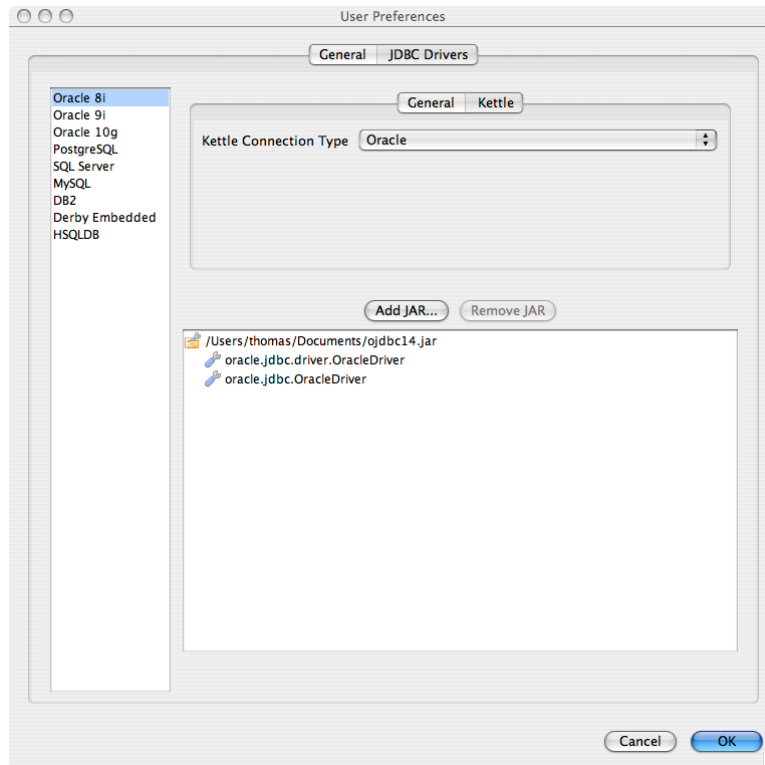 User Preferences
General JDBC Drivers
Oracle 8i
Oracle 9i
Oracle 10g
PostgreSQL
SQL Server
MySQL
DB2
Derby Embedded
HSQLDB
General Kettle
Kettle Connection Type Oracle
Add JAR... Remove JAR
/Users/thomas/Documents/ojdbc14.jar
oracle.jdbc.driver.OracleDriver
oracle.jdbc.OracleDriver
Cancel OK